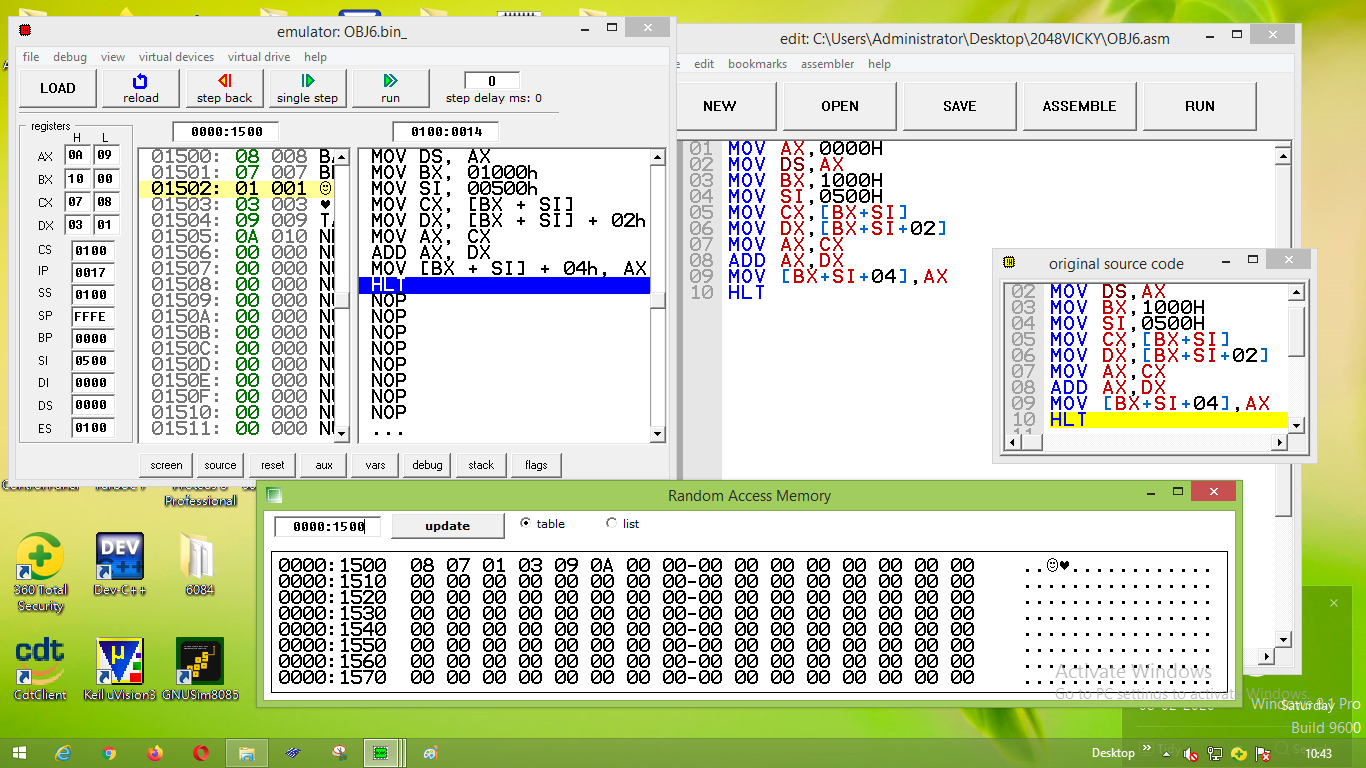 emulator: OBJ6.bin_
file debug view virtual devices virtual drive help
LOAD reload step back single step run
0
step delay ms: 0
registers
H L
0000:1500
0100:0014
AX 0A 09
BX 10 00
CX 07 08
DX 03 01
CS 0100
IP 0017
SS 0100
SP FFFE
BP 0000
SI 0500
DI 0000
DS 0000
ES 0100
01500: 08 008
01501: 07 007
01502: 01 001 ☺
01503: 03 003 ♥
01504: 09 009
01505: 0A 010
01506: 00 000
01507: 00 000
01508: 00 000
01509: 00 000
0150A: 00 000
0150B: 00 000
0150C: 00 000
0150D: 00 000
0150E: 00 000
0150F: 00 000
01510: 00 000
01511: 00 000
MOV DS, AX
MOV BX, 01000h
MOV SI, 00500h
MOV CX, [BX + SI]
MOV DX, [BX + SI] + 02h
MOV AX, CX
ADD AX, DX
MOV [BX + SI] + 04h, AX
HLT
NOP
NOP
NOP
NOP
NOP
NOP
NOP
NOP
...
screen source reset aux vars debug stack flags
edit: C:\Users\Administrator\Desktop\2048VICKY\OBJ6.asm
edit bookmarks assembler help
NEW OPEN SAVE ASSEMBLE RUN
01 MOV AX,0000H
02 MOV DS,AX
03 MOV BX,1000H
04 MOV SI,0500H
05 MOV CX,[BX+SI]
06 MOV DX,[BX+SI+02]
07 MOV AX,CX
08 ADD AX,DX
09 MOV [BX+SI+04],AX
10 HLT
original source code
02 MOV DS,AX
03 MOV BX,1000H
04 MOV SI,0500H
05 MOV CX,[BX+SI]
06 MOV DX,[BX+SI+02]
07 MOV AX,CX
08 ADD AX,DX
09 MOV [BX+SI+04],AX
10 HLT
Random Access Memory
0000:1500 update table list
0000:1500 08 07 01 03 09 0A 00 00-00 00 00 00 00 00 00 00 ..☺♥............
0000:1510 00 00 00 00 00 00 00 00-00 00 00 00 00 00 00 00 ................
0000:1520 00 00 00 00 00 00 00 00-00 00 00 00 00 00 00 00 ................
0000:1530 00 00 00 00 00 00 00 00-00 00 00 00 00 00 00 00 ................
0000:1540 00 00 00 00 00 00 00 00-00 00 00 00 00 00 00 00 ................
0000:1550 00 00 00 00 00 00 00 00-00 00 00 00 00 00 00 00 ................
0000:1560 00 00 00 00 00 00 00 00-00 00 00 00 00 00 00 00 ................
0000:1570 00 00 00 00 00 00 00 00-00 00 00 00 00 00 00 00 ................
Professional
360 Total Security
DEV
Dev-C++
6084
cdt
CdtClient
Keil uVision3
GNUSim8085
Activate Windows
Go to PC settings to activate Windows.
Saturday
Windows 8.1 Pro
Build 9600
Desktop
10:43